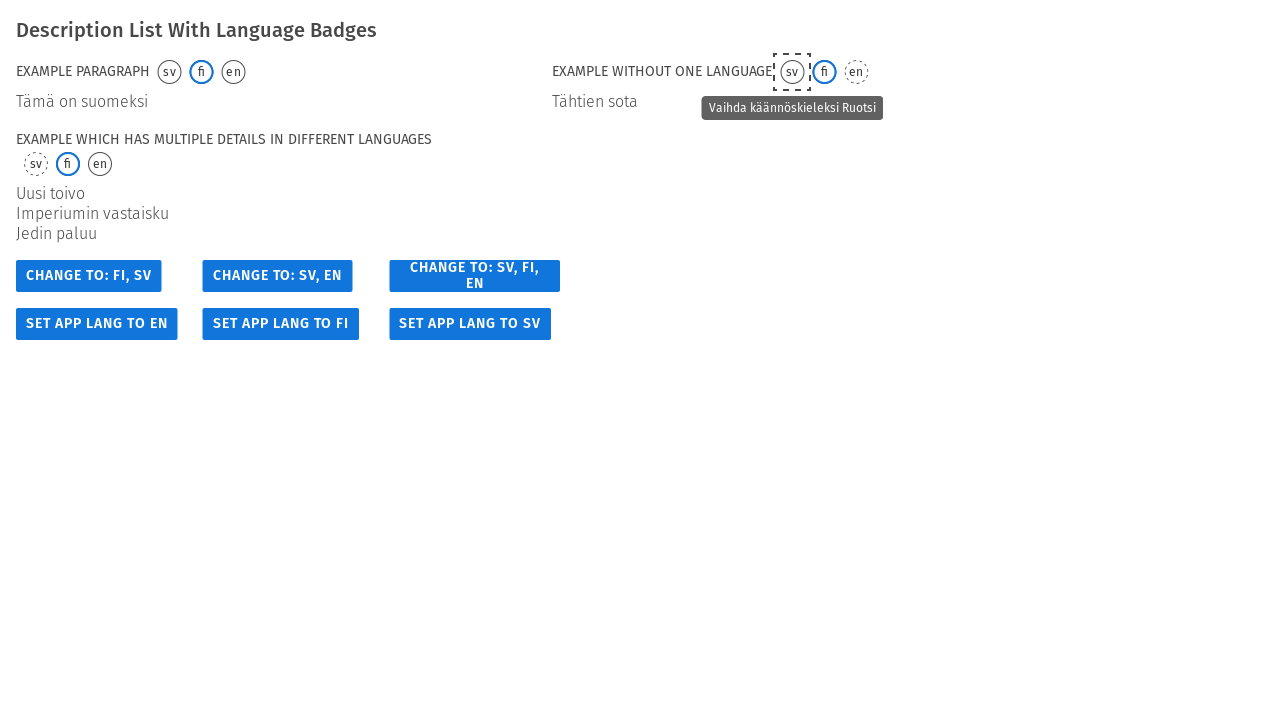 Description List With Language Badges
EXAMPLE PARAGRAPH sv fi en
Tämä on suomeksi
EXAMPLE WITHOUT ONE LANGUAGE sv fi en
Tähtien sota
Vaihda käännöskieleksi Ruotsi
EXAMPLE WHICH HAS MULTIPLE DETAILS IN DIFFERENT LANGUAGES
sv fi en
Uusi toivo
Imperiumin vastaisku
Jedin paluu
CHANGE TO: FI, SV
CHANGE TO: SV, EN
CHANGE TO: SV, FI,
EN
SET APP LANG TO EN
SET APP LANG TO FI
SET APP LANG TO SV